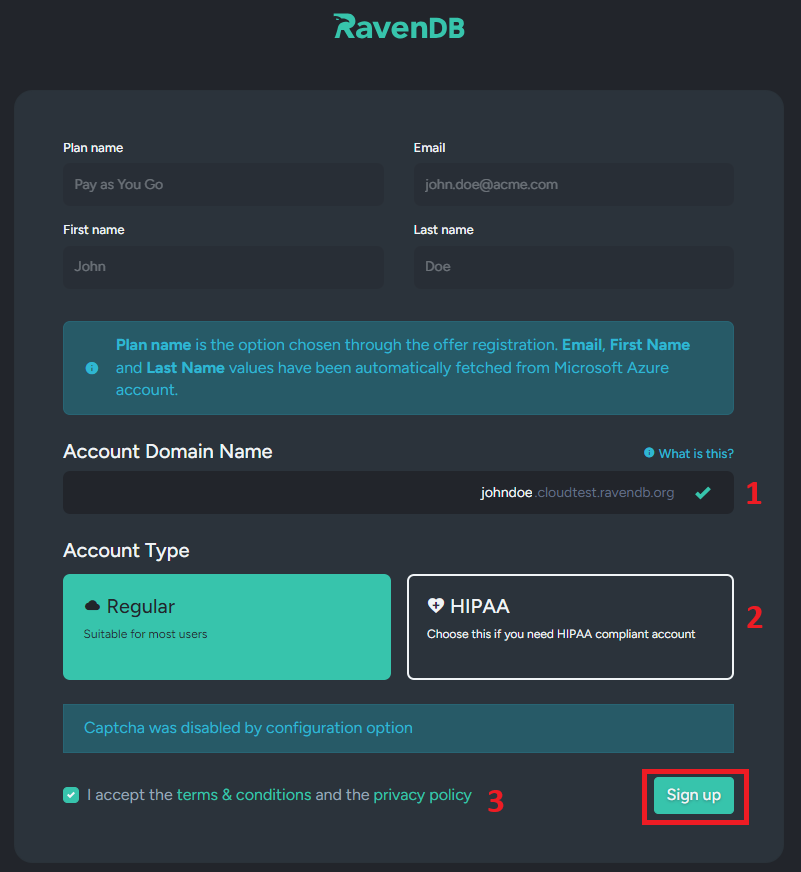 RavenDB
Plan name
Email
Pay as You Go
john.doe@acme.com
First name
Last name
John
Doe
Plan name is the option chosen through the offer registration. Email, First Name
and Last Name values have been automatically fetched from Microsoft Azure
account.
Account Domain Name
What is this?
johndoe.cloudtest.ravendb.org
1
Account Type
Regular
Suitable for most users
HIPAA
Choose this if you need HIPAA compliant account
2
Captcha was disabled by configuration option
I accept the terms & conditions and the privacy policy
3
Sign up